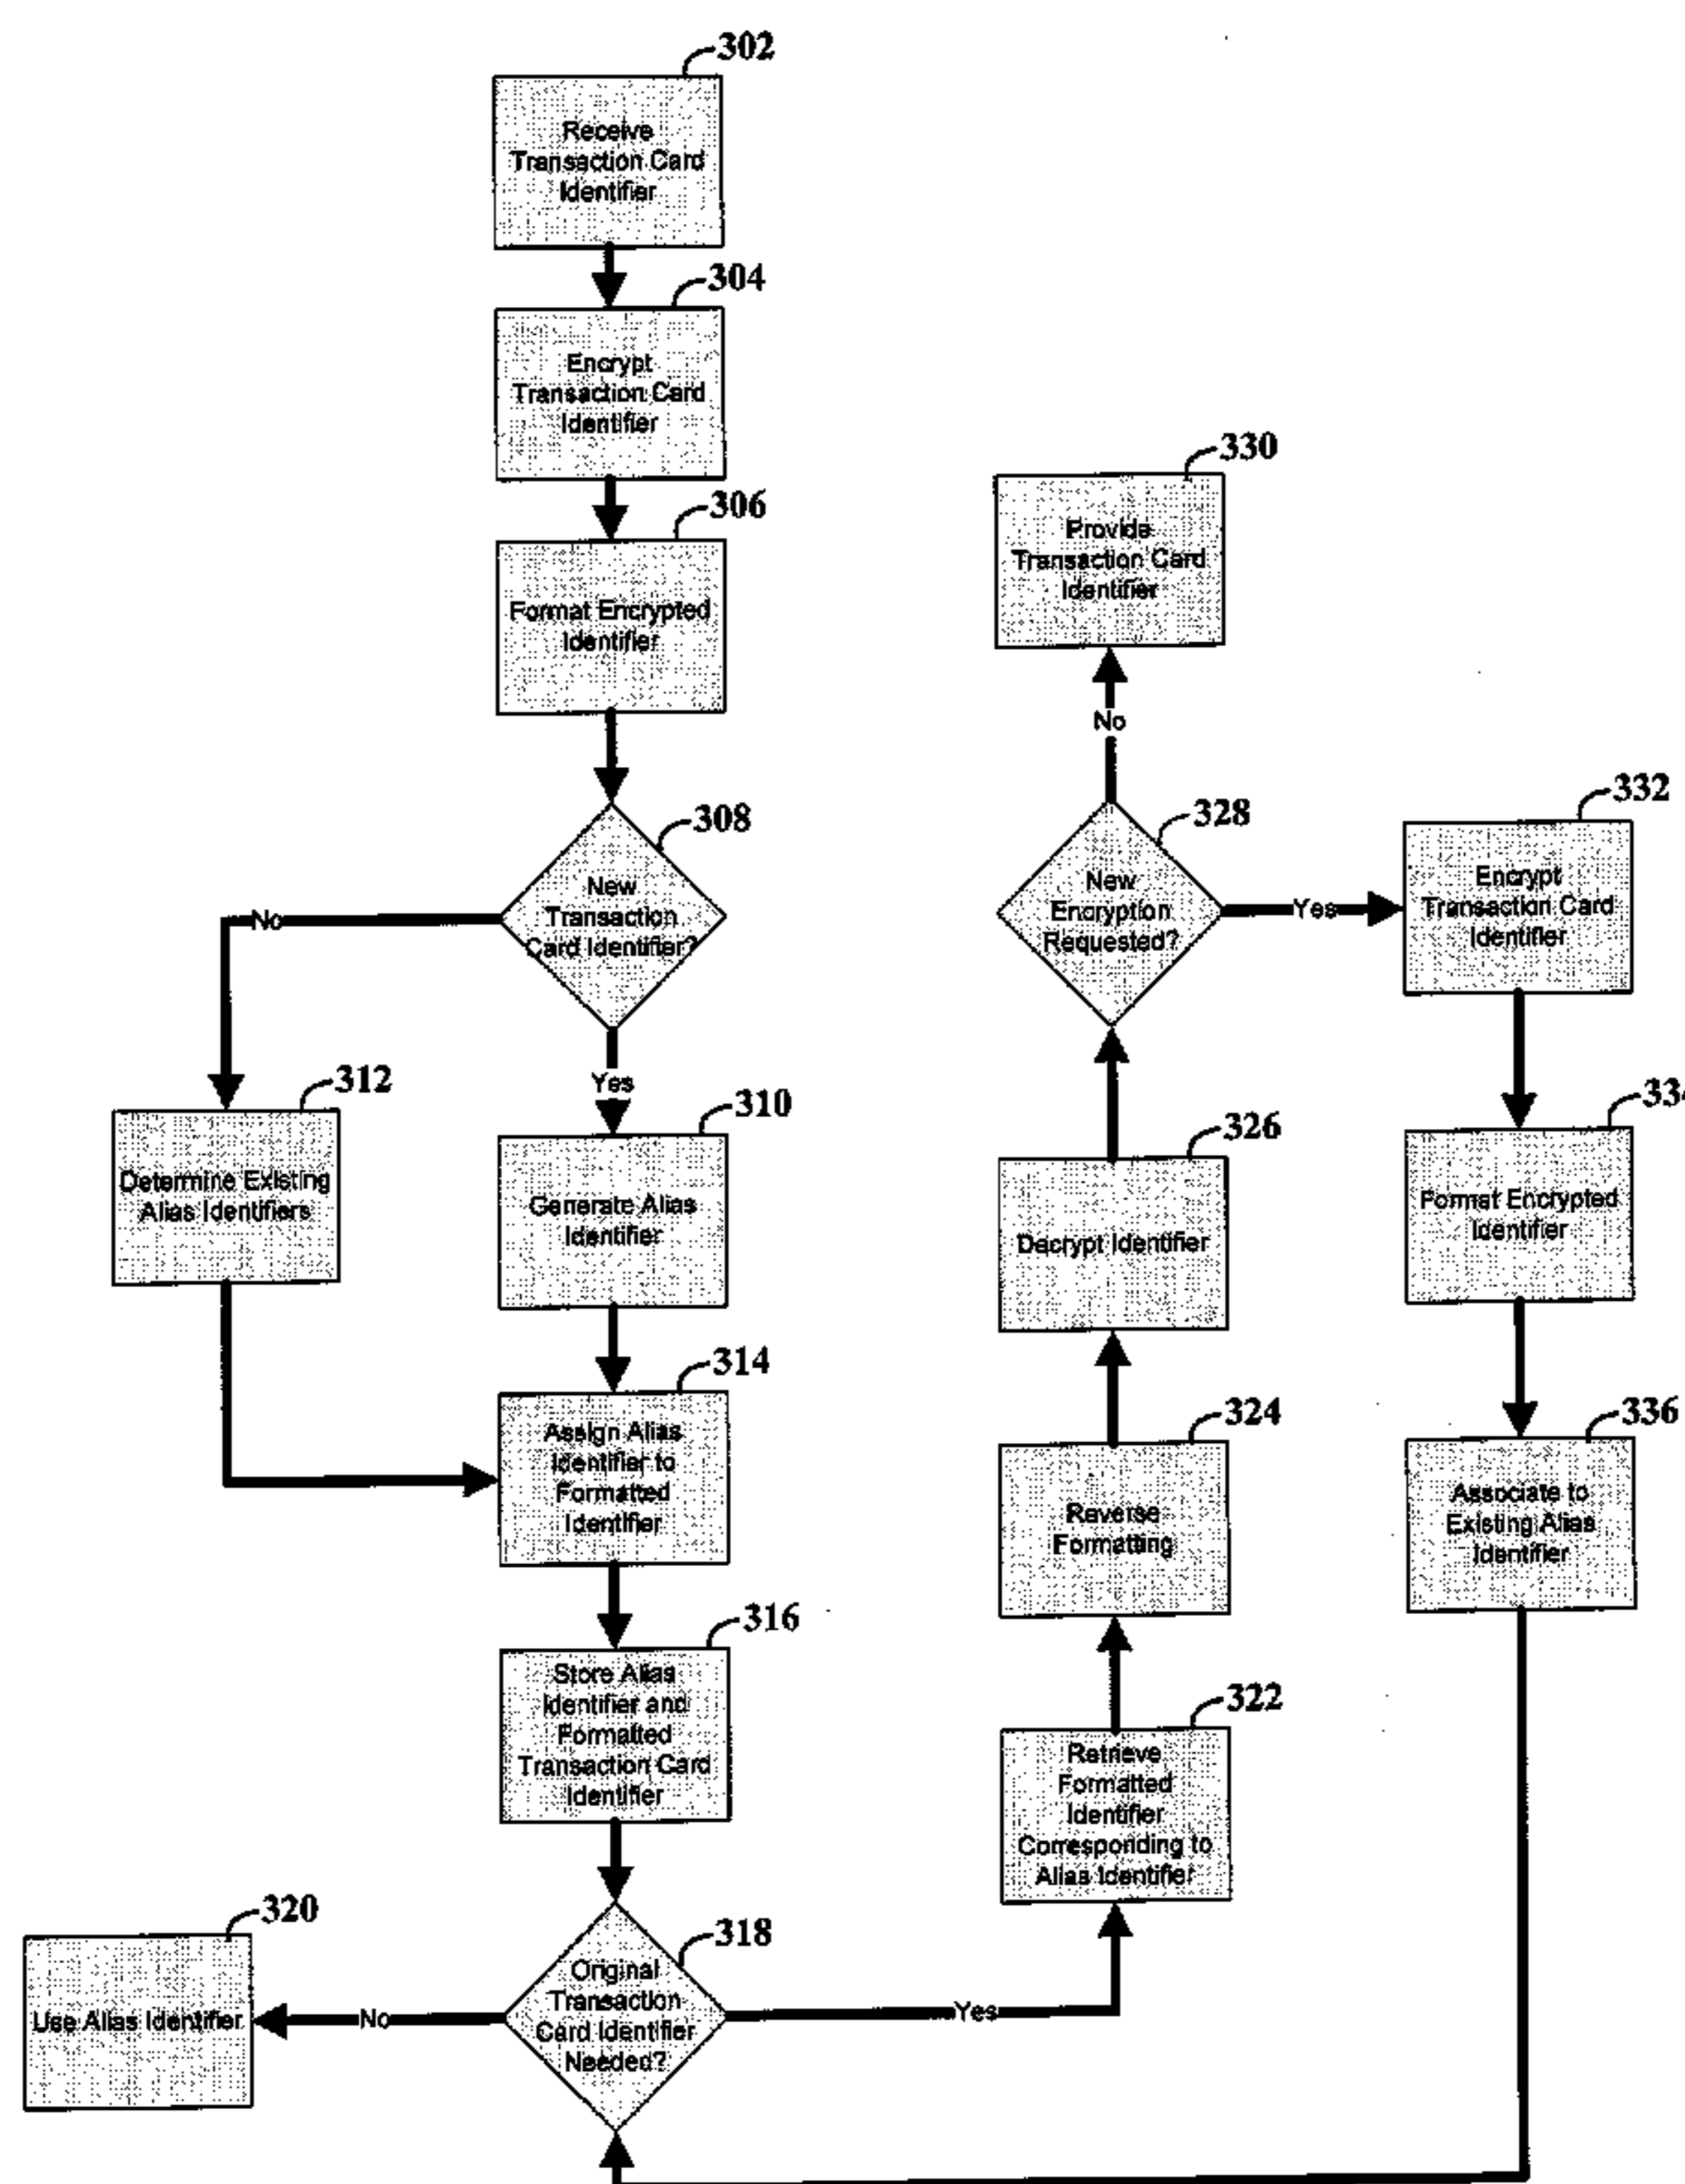 302
Receive
Transaction Card
Identifier
304
Encrypt
Transaction Card
Identifier
306
Format Encrypted
Identifier
308
New
Transaction
Card Identifier?
No
Yes
312
Determine Existing
Alias Identifiers
310
Generate Alias
Identifier
314
Assign Alias
Identifier to
Formatted
Identifier
316
Store Alias
Identifier and
Formatted
Transaction Card
Identifier
318
Original
Transaction
Card Identifier
Needed?
No
Yes
320
Use Alias Identifier
322
Retrieve
Formatted
Identifier
Corresponding to
Alias Identifier
324
Reverse
Formatting
326
Decrypt Identifier
328
New
Encryption
Requested?
No
Yes
330
Provide
Transaction Card
Identifier
332
Encrypt
Transaction Card
Identifier
334
Format Encrypted
Identifier
336
Associate to
Existing Alias
Identifier